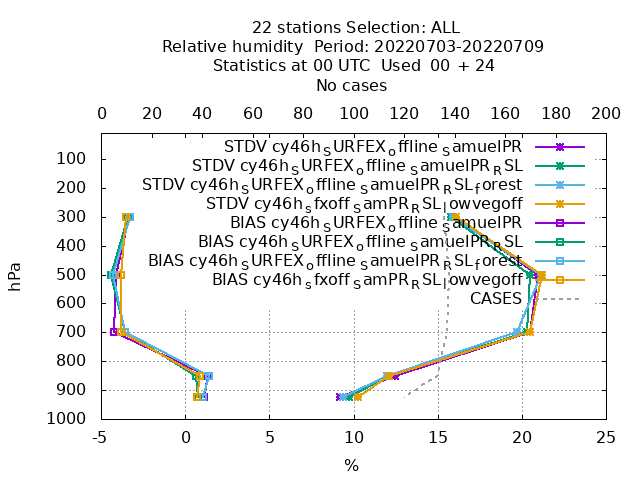 22 stations Selection: ALL
Relative humidity  Period: 20220703-20220709
Statistics at 00 UTC  Used  00 + 24
No cases
0 20 40 60 80 100 120 140 160 180 200
STDV cy46h_SURFEX_offline_SamuelPR
STDV cy46h_SURFEX_offline_SamuelPR_RSL
STDV cy46h_SURFEX_offline_SamuelPR_RSL_forest
STDV cy46h_sfxoff_SamPR_RSL_lowvegoff
BIAS cy46h_SURFEX_offline_SamuelPR
BIAS cy46h_SURFEX_offline_SamuelPR_RSL
BIAS cy46h_SURFEX_offline_SamuelPR_RSL_forest
BIAS cy46h_sfxoff_SamPR_RSL_lowvegoff
CASES
100
200
300
400
500
600
700
800
900
1000
hPa
-5 0 5 10 15 20 25
%